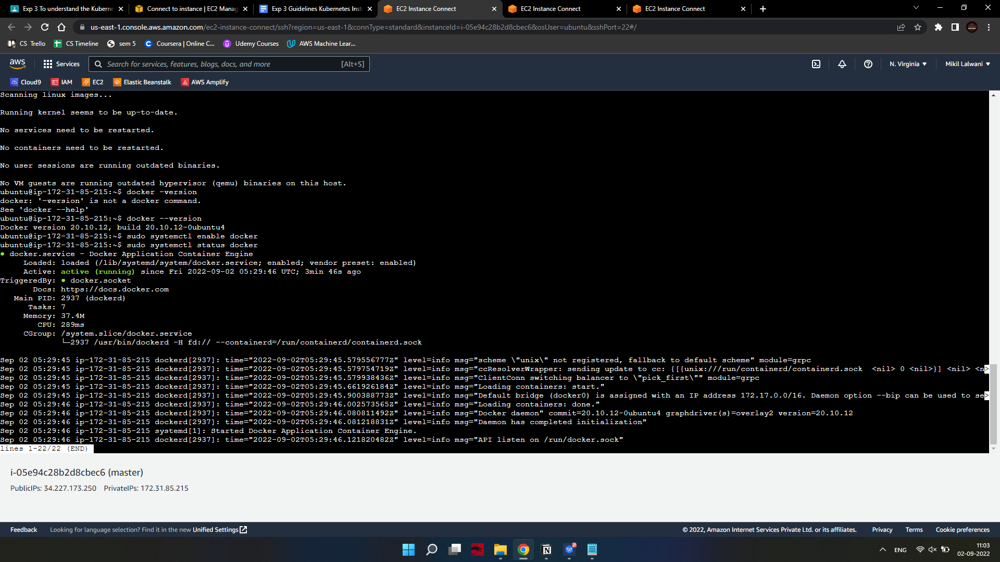 Exp 3 To understand the Kuberne
Connect to instance | EC2 Manag
Exp 3 Guidelines Kubernetes Inst
EC2 Instance Connect
EC2 Instance Connect
EC2 Instance Connect
us-east-1.console.aws.amazon.com/ec2-instance-connect/ssh?region=us-east-1&connType=standard&instanceId=i-05e94c28b2d8cbec6&osUser=ubuntu&sshPort=22#/
CS Trello
CS Timeline
sem 5
Coursera | Online C...
Udemy Courses
AWS Machine Lear...
aws
Services
Search for services, features, blogs, docs, and more
[Alt+S]
N. Virginia
Mikil Lalwani
Cloud9
IAM
EC2
Elastic Beanstalk
AWS Amplify
Scanning linux images...
Running kernel seems to be up-to-date.
No services need to be restarted.
No containers need to be restarted.
No user sessions are running outdated binaries.
No VM guests are running outdated hypervisor (qemu) binaries on this host.
ubuntu@ip-172-31-85-215:~$ docker -version
docker: '-version' is not a docker command.
See 'docker --help'
ubuntu@ip-172-31-85-215:~$ docker --version
Docker version 20.10.12, build 20.10.12-0ubuntu4
ubuntu@ip-172-31-85-215:~$ sudo systemctl enable docker
ubuntu@ip-172-31-85-215:~$ sudo systemctl status docker
● docker.service - Docker Application Container Engine
Loaded: loaded (/lib/systemd/system/docker.service; enabled; vendor preset: enabled)
Active: active (running) since Fri 2022-09-02 05:29:46 UTC; 3min 46s ago
TriggeredBy: ● docker.socket
Docs: https://docs.docker.com
Main PID: 2937 (dockerd)
Tasks: 7
Memory: 37.4M
CPU: 289ms
CGroup: /system.slice/docker.service
└─2937 /usr/bin/dockerd -H fd:// --containerd=/run/containerd/containerd.sock
Sep 02 05:29:45 ip-172-31-85-215 dockerd[2937]: time="2022-09-02T05:29:45.579556777Z" level=info msg="scheme \"unix\" not registered, fallback to default scheme" module=grpc
Sep 02 05:29:45 ip-172-31-85-215 dockerd[2937]: time="2022-09-02T05:29:45.579754719Z" level=info msg="ccResolverWrapper: sending update to cc: {[{unix:///run/containerd/containerd.sock  <nil> 0 <nil>}] <nil> <n>
Sep 02 05:29:45 ip-172-31-85-215 dockerd[2937]: time="2022-09-02T05:29:45.579938436Z" level=info msg="ClientConn switching balancer to \"pick_first\"" module=grpc
Sep 02 05:29:45 ip-172-31-85-215 dockerd[2937]: time="2022-09-02T05:29:45.661926184Z" level=info msg="Loading containers: start."
Sep 02 05:29:45 ip-172-31-85-215 dockerd[2937]: time="2022-09-02T05:29:45.900388773Z" level=info msg="Default bridge (docker0) is assigned with an IP address 172.17.0.0/16. Daemon option --bip can be used to se>
Sep 02 05:29:46 ip-172-31-85-215 dockerd[2937]: time="2022-09-02T05:29:46.002573565Z" level=info msg="Loading containers: done."
Sep 02 05:29:46 ip-172-31-85-215 dockerd[2937]: time="2022-09-02T05:29:46.080811492Z" level=info msg="Docker daemon" commit=20.10.12-0ubuntu4 graphdriver(s)=overlay2 version=20.10.12
Sep 02 05:29:46 ip-172-31-85-215 dockerd[2937]: time="2022-09-02T05:29:46.081218831Z" level=info msg="Daemon has completed initialization"
Sep 02 05:29:46 ip-172-31-85-215 systemd[1]: Started Docker Application Container Engine.
Sep 02 05:29:46 ip-172-31-85-215 dockerd[2937]: time="2022-09-02T05:29:46.121820482Z" level=info msg="API listen on /run/docker.sock"
lines 1-22/22 (END)
i-05e94c28b2d8cbec6 (master)
PublicIPs: 34.227.173.250 PrivateIPs: 172.31.85.215
Feedback
Looking for language selection? Find it in the new Unified Settings
© 2022, Amazon Internet Services Private Ltd. or its affiliates.
Privacy
Terms
Cookie preferences
ENG
11:03
02-09-2022